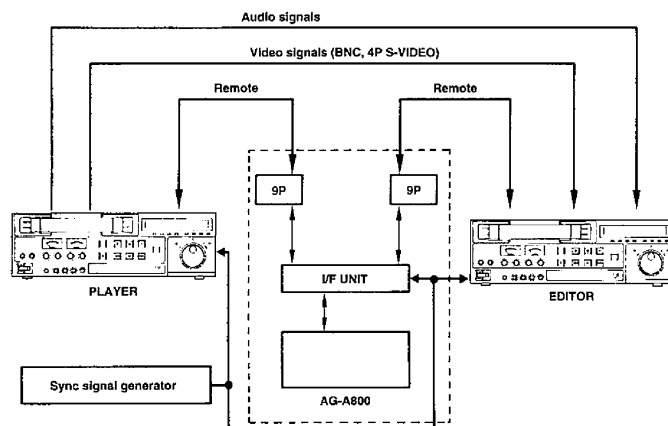 Audio signals
Video signals (BNC, 4P S-VIDEO)
Remote
Remote
9P
9P
I/F UNIT
PLAYER
EDITOR
Sync signal generator
AG-A800